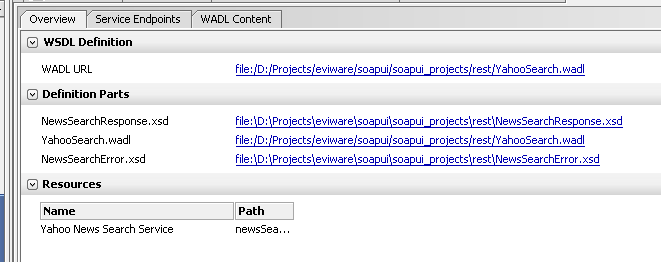 Overview Service Endpoints WADL Content
WSDL Definition
WADL URL file:/D:/Projects/eviware/soapui/soapui_projects/rest/YahooSearch.wadl
Definition Parts
NewsSearchResponse.xsd file:\D:\Projects\eviware\soapui\soapui_projects\rest\NewsSearchResponse.xsd
YahooSearch.wadl file:/D:/Projects/eviware/soapui/soapui_projects/rest/YahooSearch.wadl
NewsSearchError.xsd file:\D:\Projects\eviware\soapui\soapui_projects\rest\NewsSearchError.xsd
Resources
Name Path
Yahoo News Search Service newsSea...